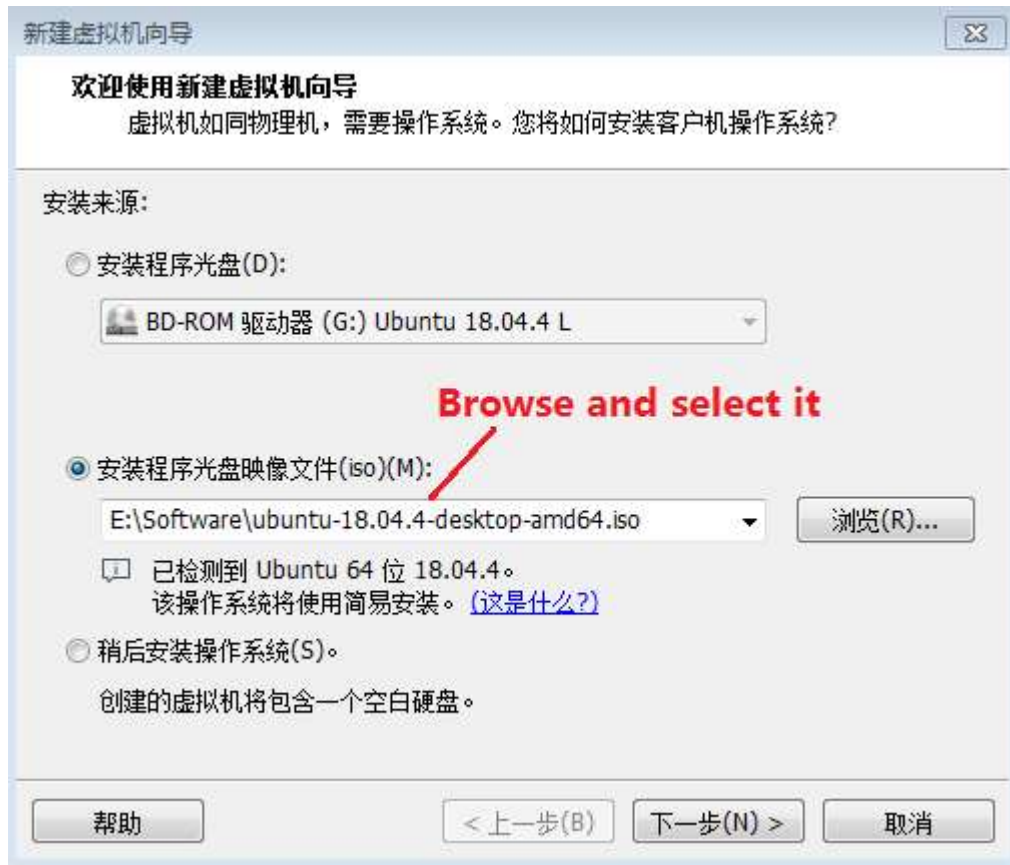 新建虚拟机向导
欢迎使用新建虚拟机向导
虚拟机如同物理机，需要操作系统。您将如何安装客户机操作系统?
安装来源:
安装程序光盘(D):
BD-ROM 驱动器 (G:) Ubuntu 18.04.4 L
Browse and select it
安装程序光盘映像文件(iso)(M):
E:\Software\ubuntu-18.04.4-desktop-amd64.iso
浏览(R)...
已检测到 Ubuntu 64 位 18.04.4。
该操作系统将使用简易安装。 (这是什么?)
稍后安装操作系统(S)。
创建的虚拟机将包含一个空白硬盘。
帮助 < 上一步(B) 下一步(N) > 取消